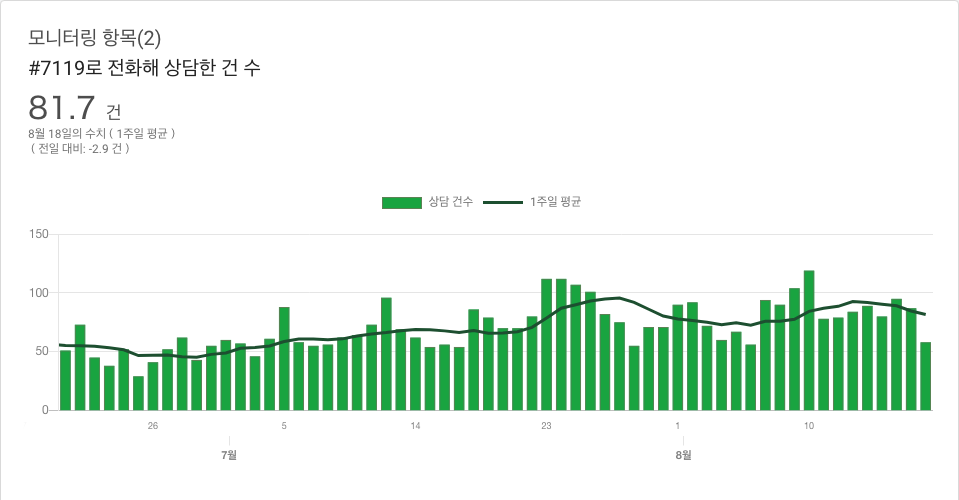 모니터링 항목(2)
#7119로 전화해 상담한 건 수
81.7 건
8월 18일의 수치 ( 1주일 평균 )
( 전일 대비: -2.9 건 )
상담 건수 1주일 평균
150
100
50
0
26 5 14 23 1 10
7월 8월